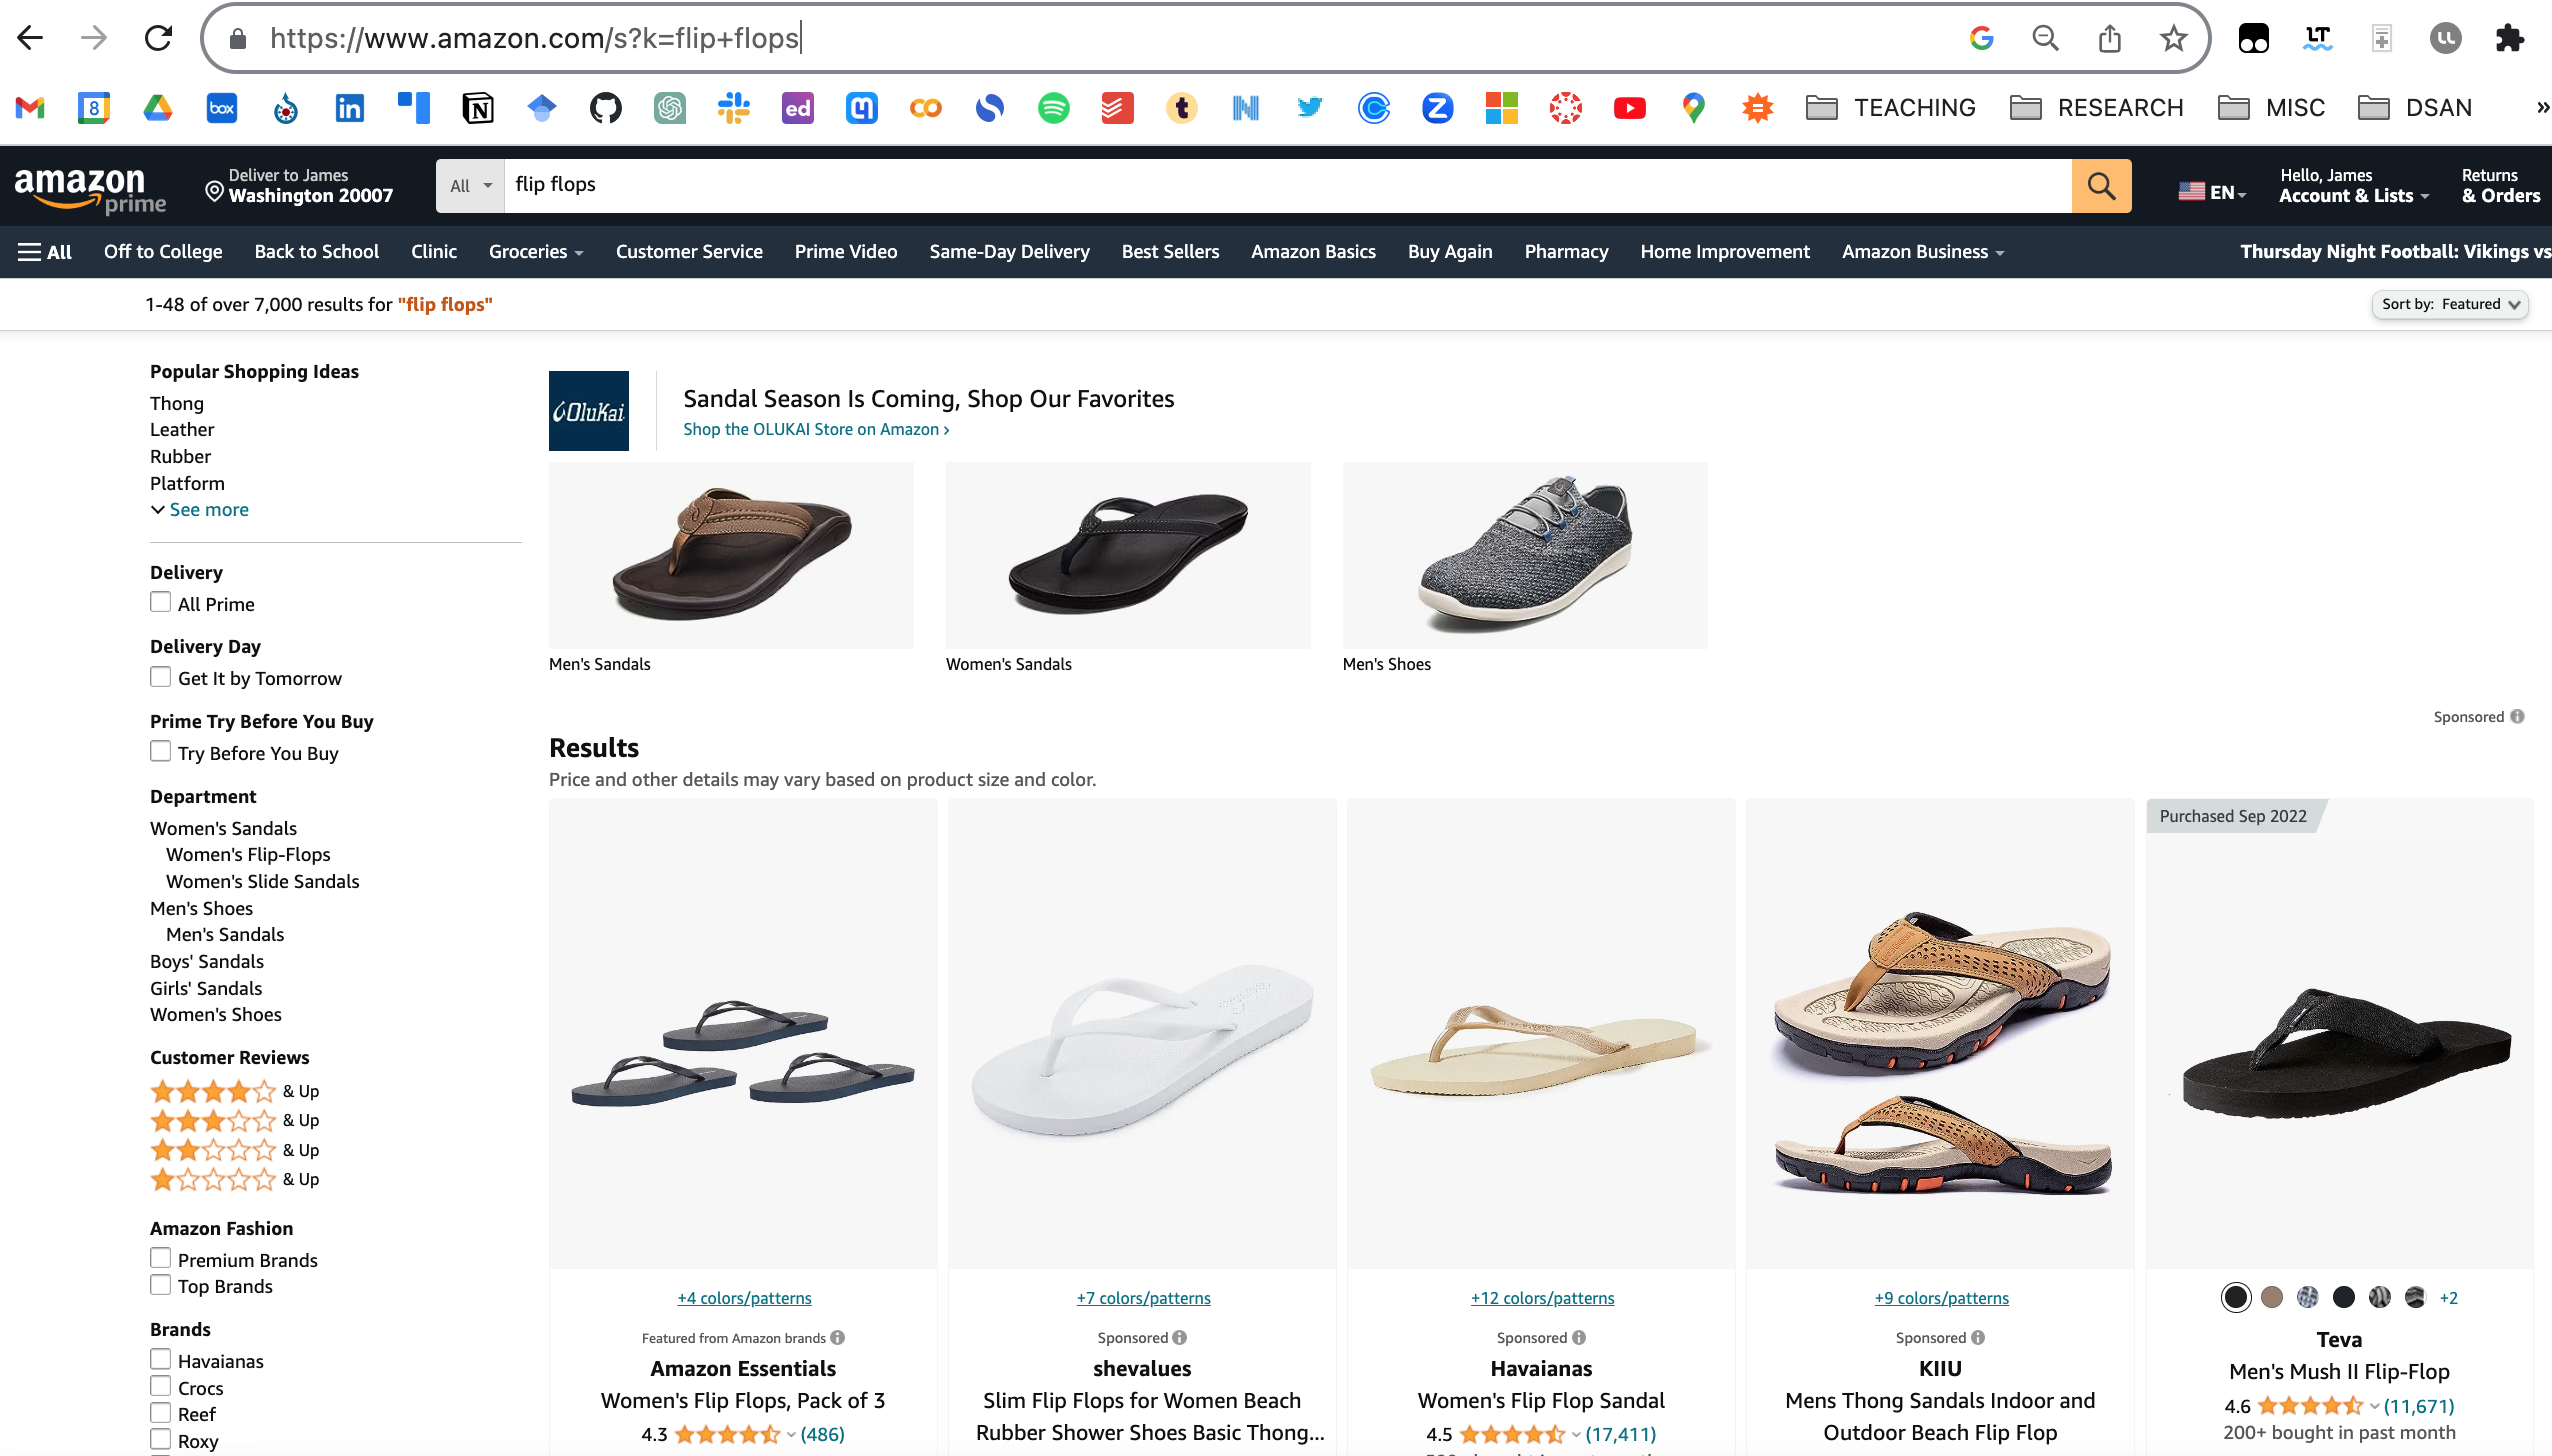 https://www.amazon.com/s?k=flip+flops
LT
8
box
in
N
ed
t
N
Z
TEACHING
RESEARCH
MISC
DSAN
»
amazon
prime
Deliver to James
Washington 20007
All
flip flops
EN
Hello, James
Account & Lists
Returns
& Orders
All
Off to College
Back to School
Clinic
Groceries
Customer Service
Prime Video
Same-Day Delivery
Best Sellers
Amazon Basics
Buy Again
Pharmacy
Home Improvement
Amazon Business
Thursday Night Football: Vikings vs
1-48 of over 7,000 results for "flip flops"
Sort by: Featured
Popular Shopping Ideas
Thong
Leather
Rubber
Platform
See more
Delivery
All Prime
Delivery Day
Get It by Tomorrow
Prime Try Before You Buy
Try Before You Buy
Department
Women's Sandals
Women's Flip-Flops
Women's Slide Sandals
Men's Shoes
Men's Sandals
Boys' Sandals
Girls' Sandals
Women's Shoes
Customer Reviews
& Up
& Up
& Up
& Up
Amazon Fashion
Premium Brands
Top Brands
Brands
Havaianas
Crocs
Reef
Roxy
OluKai
Sandal Season Is Coming, Shop Our Favorites
Shop the OLUKAI Store on Amazon ›
Men's Sandals
Women's Sandals
Men's Shoes
Sponsored
Results
Price and other details may vary based on product size and color.
+4 colors/patterns
Featured from Amazon brands
Amazon Essentials
Women's Flip Flops, Pack of 3
4.3 (486)
+7 colors/patterns
Sponsored
shevalues
Slim Flip Flops for Women Beach
Rubber Shower Shoes Basic Thong...
+12 colors/patterns
Sponsored
Havaianas
Women's Flip Flop Sandal
4.5 (17,411)
+9 colors/patterns
Sponsored
KIIU
Mens Thong Sandals Indoor and
Outdoor Beach Flip Flop
Purchased Sep 2022
+2
Teva
Men's Mush II Flip-Flop
4.6 (11,671)
200+ bought in past month